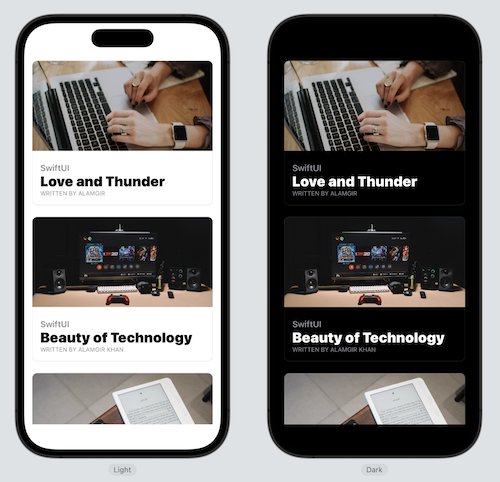 SwiftUI
Love and Thunder
WRITTEN BY ALAMGIR
SwiftUI
Beauty of Technology
WRITTEN BY ALAMGIR KHAN
Light
SwiftUI
Love and Thunder
WRITTEN BY ALAMGIR
SwiftUI
Beauty of Technology
WRITTEN BY ALAMGIR KHAN
Dark